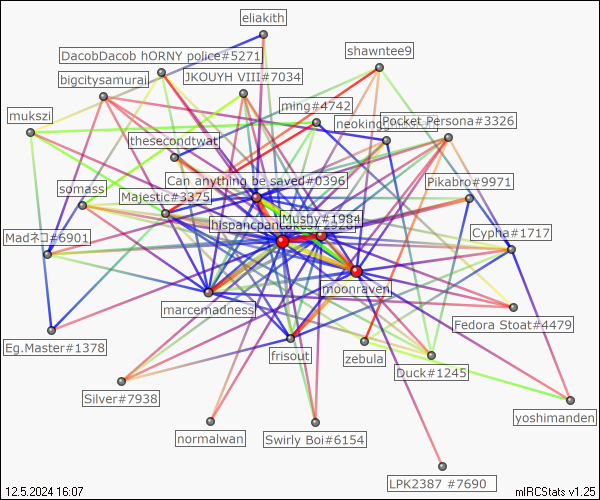 eliakith
shawntee9
DacobDacob hORNY police#5271
bigcitysamurai
JKOUYH VIII#7034
ming#4742
mukszi
Pocket Persona#3326
thesecondtwat
Can anything be saved#0396
Pikabro#9971
somass
Majestic#3375
Mushy#1984
hispancpancakes#2928
Madネコ#6901
Cypha#1717
moonraven
marcemadness
Fedora Stoat#4479
Eg.Master#1378
frisout
zebula
Duck#1245
Silver#7938
yoshimanden
normalwan
Swirly Boi#6154
LPK2387 #7690
12.5.2024 16:07
mIRCStats v1.25